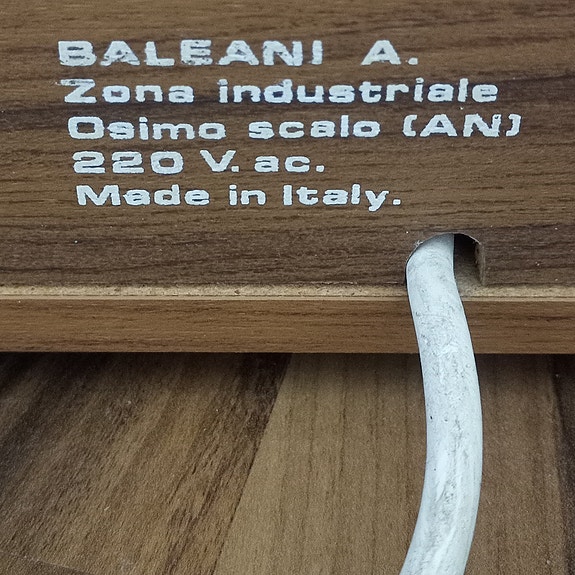 BALEANI A.
Zona industriale
Osimo scalo (AN)
220 V. ac.
Made in Italy.